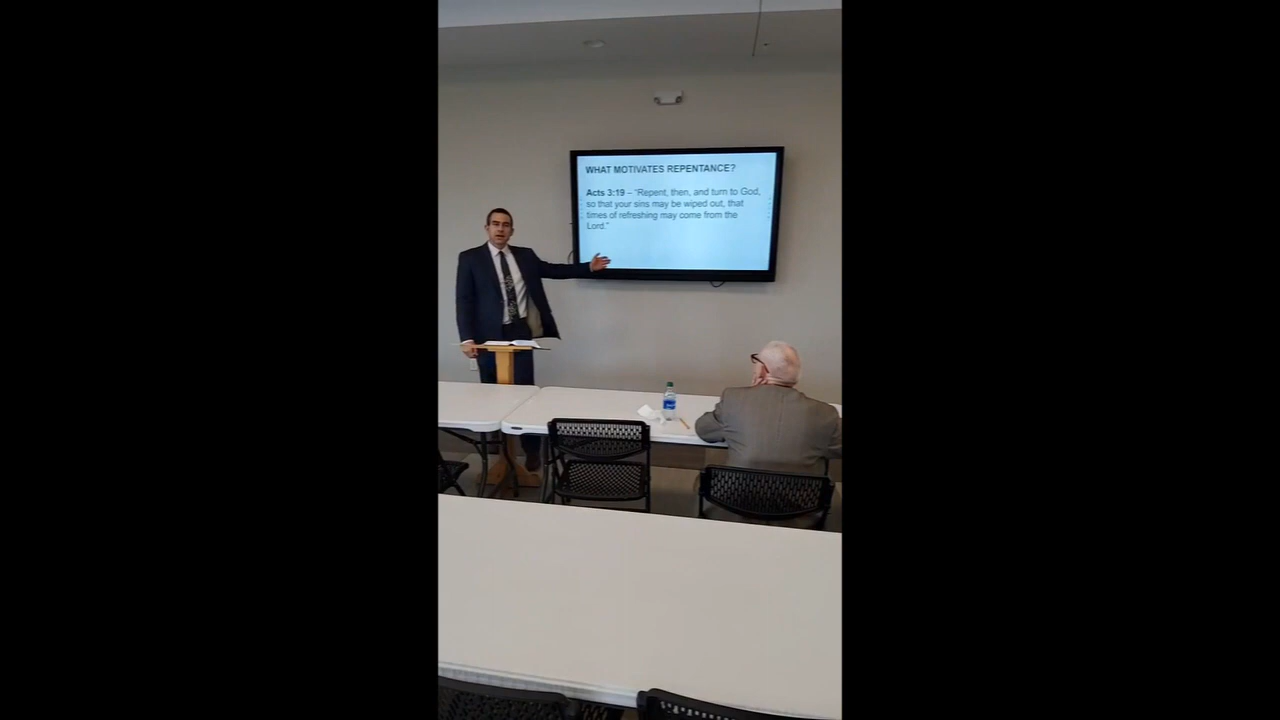 WHAT MOTIVATES REPENTANCE?
Acts 3:19 – “Repent, then, and turn to God,
so that your sins may be wiped out, that
times of refreshing may come from the
Lord.”